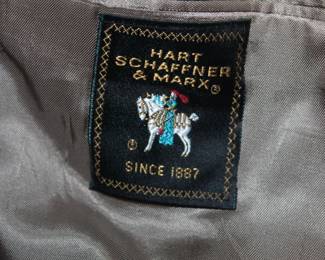 HART
SCHAFFNER
& MARX®
®
SINCE 1887